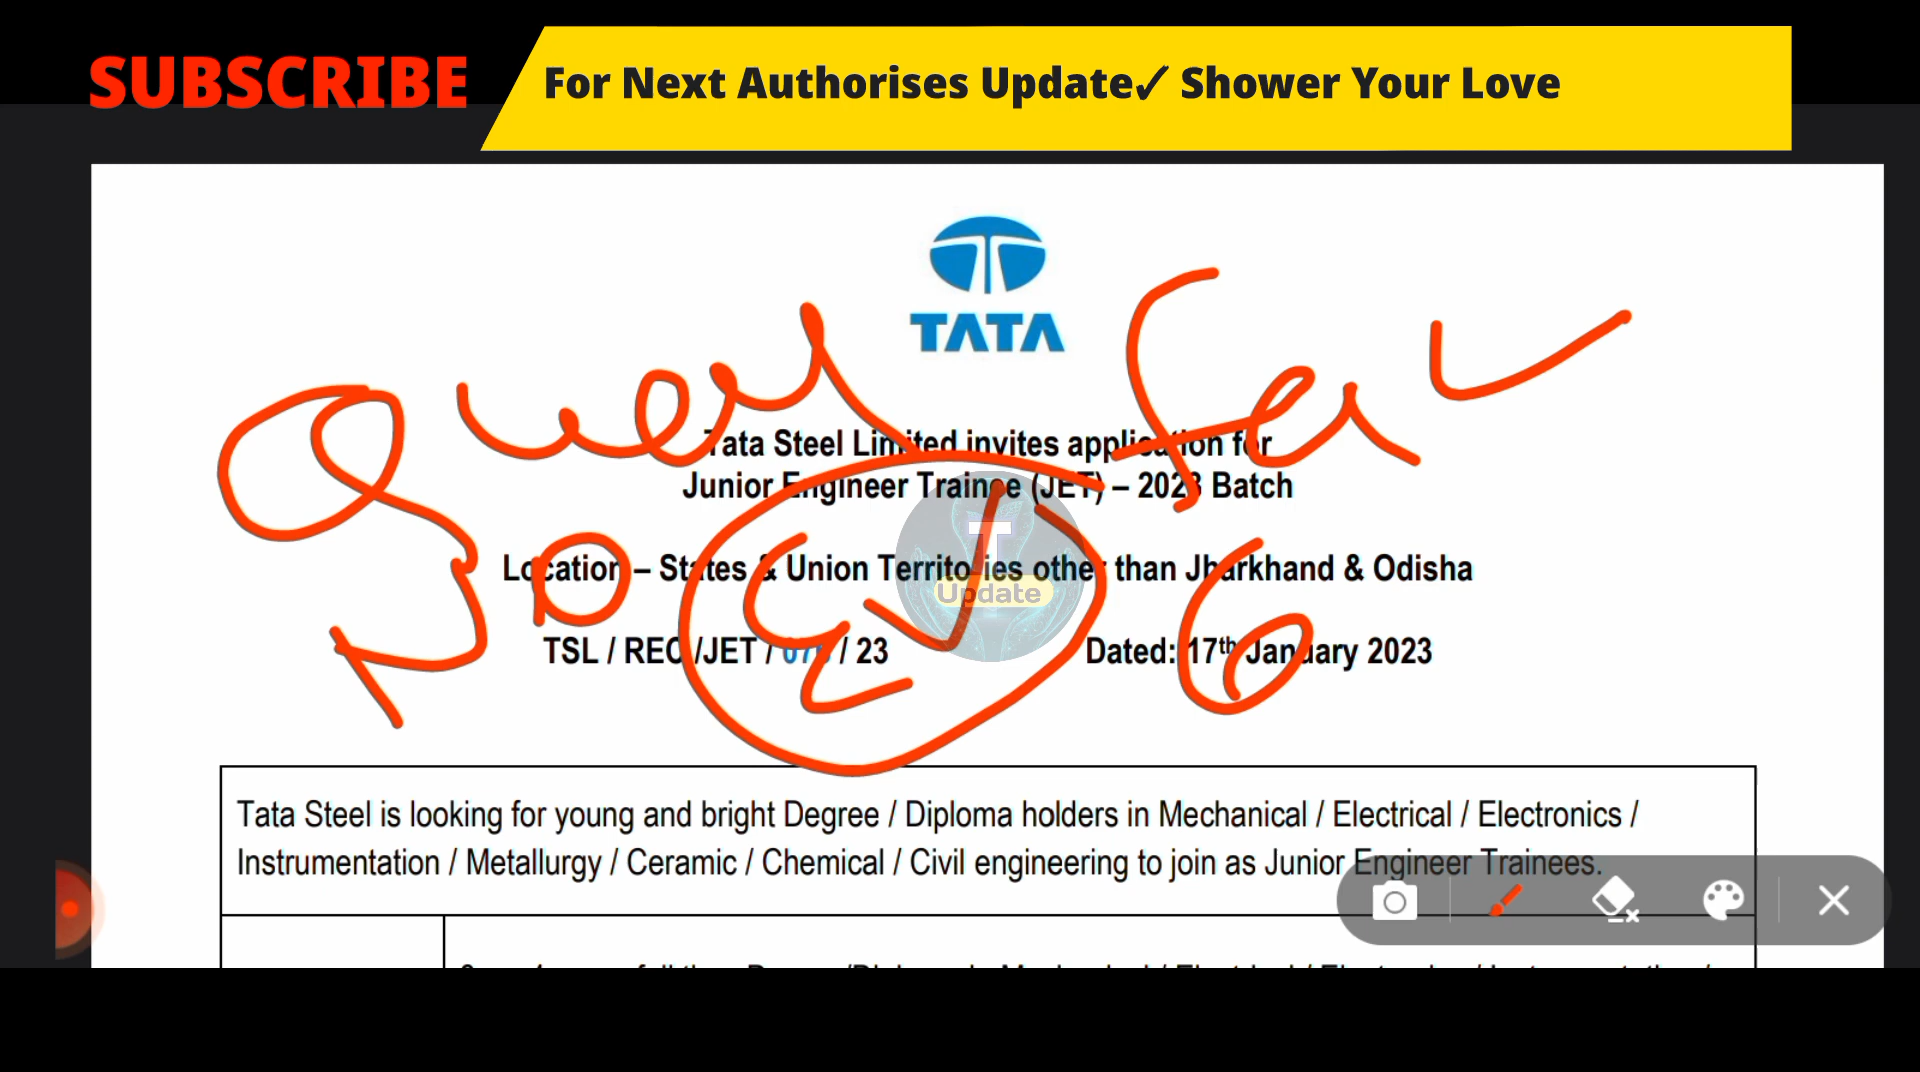 SUBSCRIBE
For Next Authorises Update✓ Shower Your Love
TATA
Tata Steel Limited invites application for
Junior Engineer Trainee (JET) – 2023 Batch
Location – States & Union Territories other than Jharkhand & Odisha
T
Update
TSL / REC /JET / / 23 Dated: 17th January 2023
Tata Steel is looking for young and bright Degree / Diploma holders in Mechanical / Electrical / Electronics /
Instrumentation / Metallurgy / Ceramic / Chemical / Civil engineering to join as Junior Engineer Trainees.